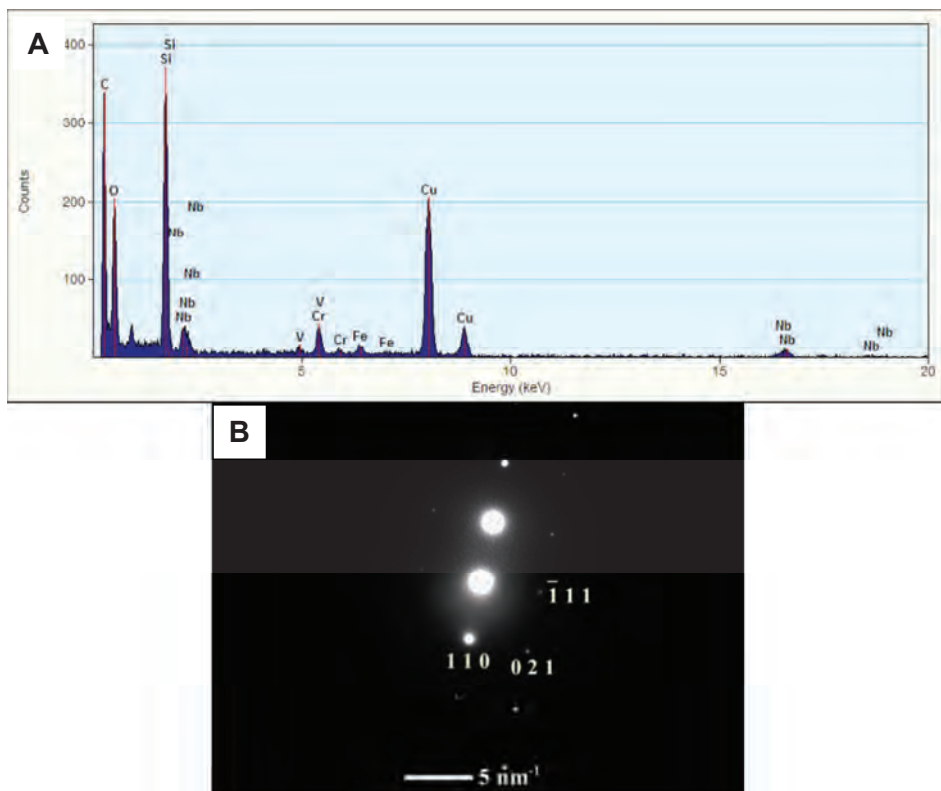 A
400
300
200
100
Counts
C
O
Si
Si
Nb
Nb
Nb
Nb
Nb
V
V
Cr
Cr
Fe
Fe
Cu
Cu
Nb
Nb
Nb
Nb
5
10
15
20
Energy (keV)
B
1̄ 1 1
1 1 0
0 2 1
5 nm⁻¹